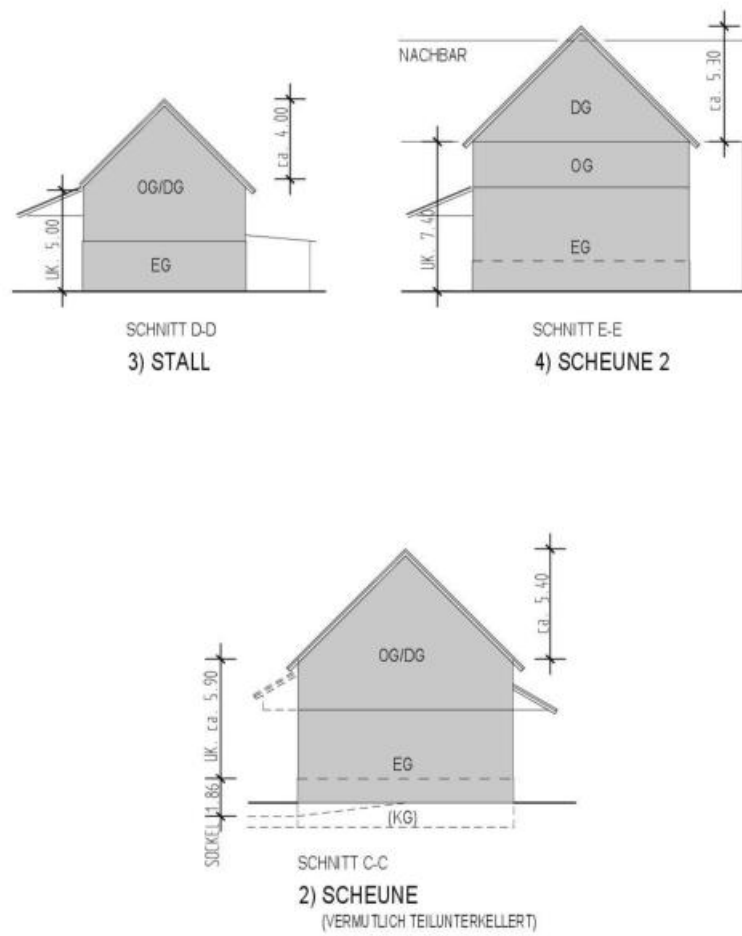 NACHBAR
ca. 4.00
ca. 5.30
DG
OG/DG
OG
UK. 5.00
UK. 7.40
EG
EG
SCHNITT D-D
3) STALL
SCHNITT E-E
4) SCHEUNE 2
ca. 5.40
OG/DG
UK. ca. 5.90
EG
SOCKEL 1.86
(KG)
SCHNITT C-C
2) SCHEUNE
(VERMUTLICH TEILUNTERKELLERT)